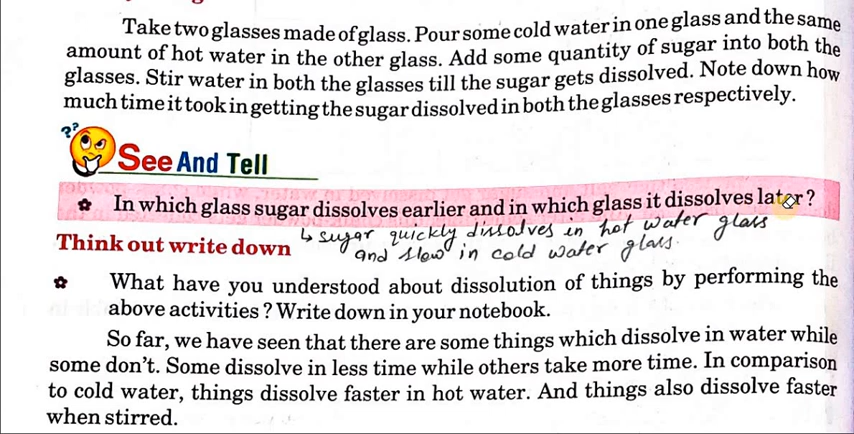 Take two glasses made of glass. Pour some cold water in one glass and the same
amount of hot water in the other glass. Add some quantity of sugar into both the
glasses. Stir water in both the glasses till the sugar gets dissolved. Note down how
much time it took in getting the sugar dissolved in both the glasses respectively.
??
See And Tell
In which glass sugar dissolves earlier and in which glass it dissolves later?
↳ sugar quickly dissolves in hot water glass
and slow in cold water glass.
Think out write down
What have you understood about dissolution of things by performing the
above activities ? Write down in your notebook.
So far, we have seen that there are some things which dissolve in water while
some don't. Some dissolve in less time while others take more time. In comparison
to cold water, things dissolve faster in hot water. And things also dissolve faster
when stirred.